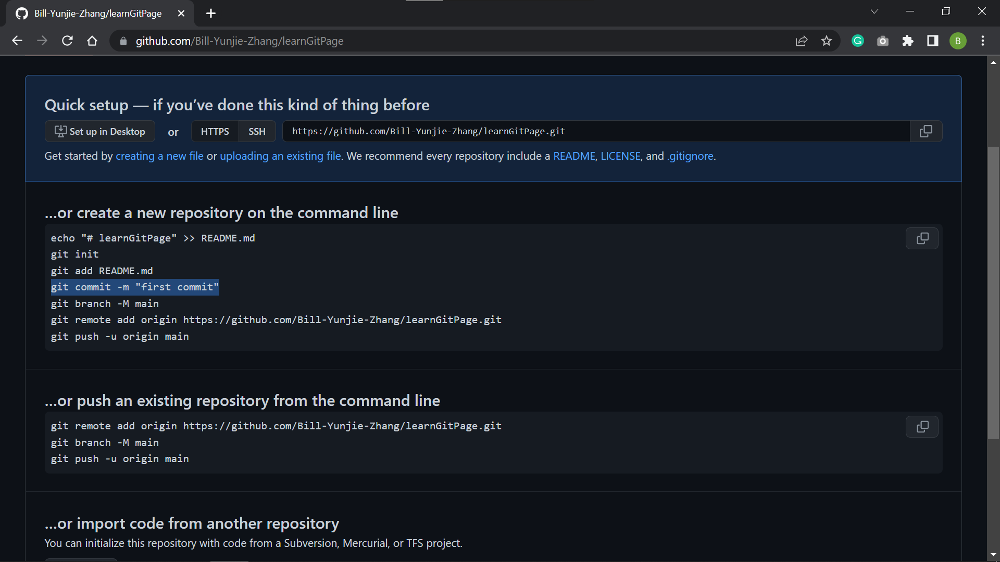 Bill-Yunjie-Zhang/learnGitPage
github.com/Bill-Yunjie-Zhang/learnGitPage
B
Quick setup — if you’ve done this kind of thing before
Set up in Desktop or HTTPS SSH https://github.com/Bill-Yunjie-Zhang/learnGitPage.git
Get started by creating a new file or uploading an existing file. We recommend every repository include a README, LICENSE, and .gitignore.
…or create a new repository on the command line
echo "# learnGitPage" >> README.md
git init
git add README.md
git commit -m "first commit"
git branch -M main
git remote add origin https://github.com/Bill-Yunjie-Zhang/learnGitPage.git
git push -u origin main
…or push an existing repository from the command line
git remote add origin https://github.com/Bill-Yunjie-Zhang/learnGitPage.git
git branch -M main
git push -u origin main
…or import code from another repository
You can initialize this repository with code from a Subversion, Mercurial, or TFS project.